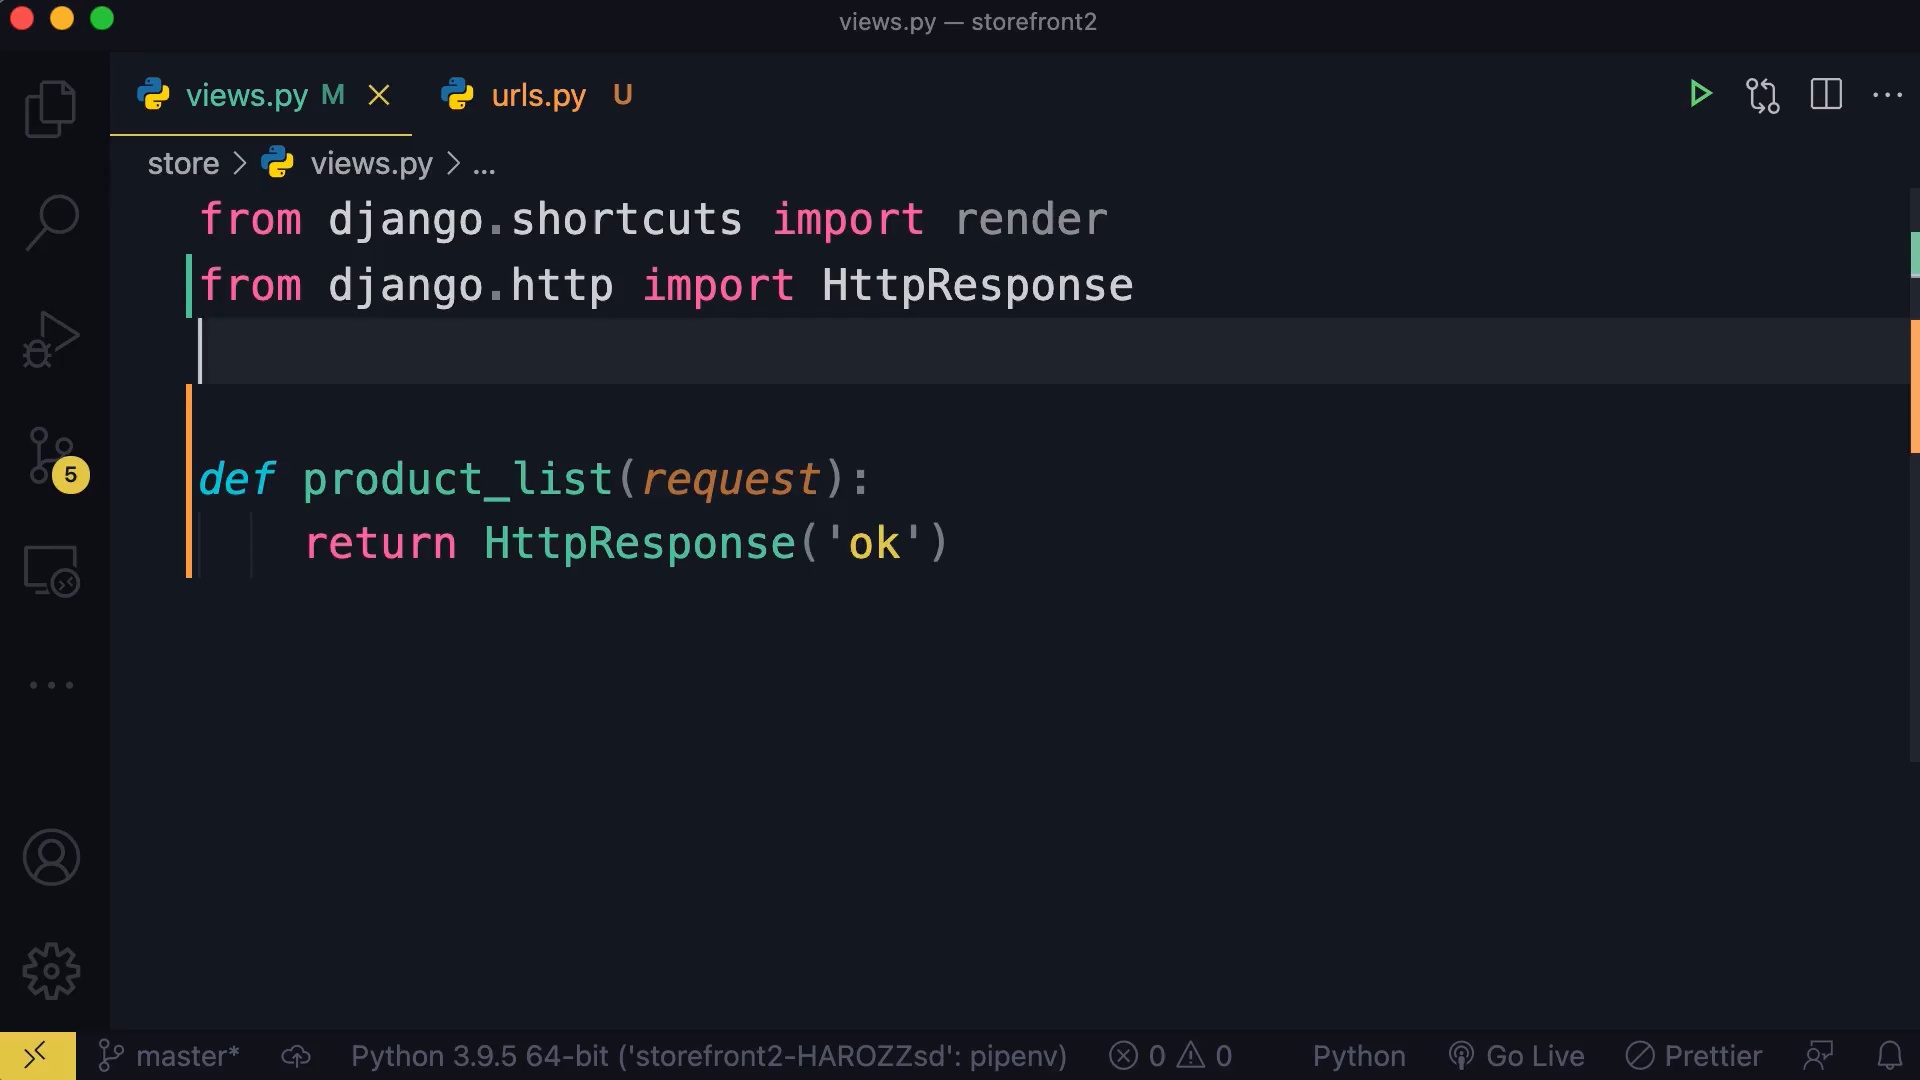 views.py — storefront2
views.py M
urls.py U
store > views.py > ...
from django.shortcuts import render
from django.http import HttpResponse
def product_list(request):
return HttpResponse('ok')
5
master* Python 3.9.5 64-bit ('storefront2-HAROZZsd': pipenv) 0 0 Python Go Live Prettier